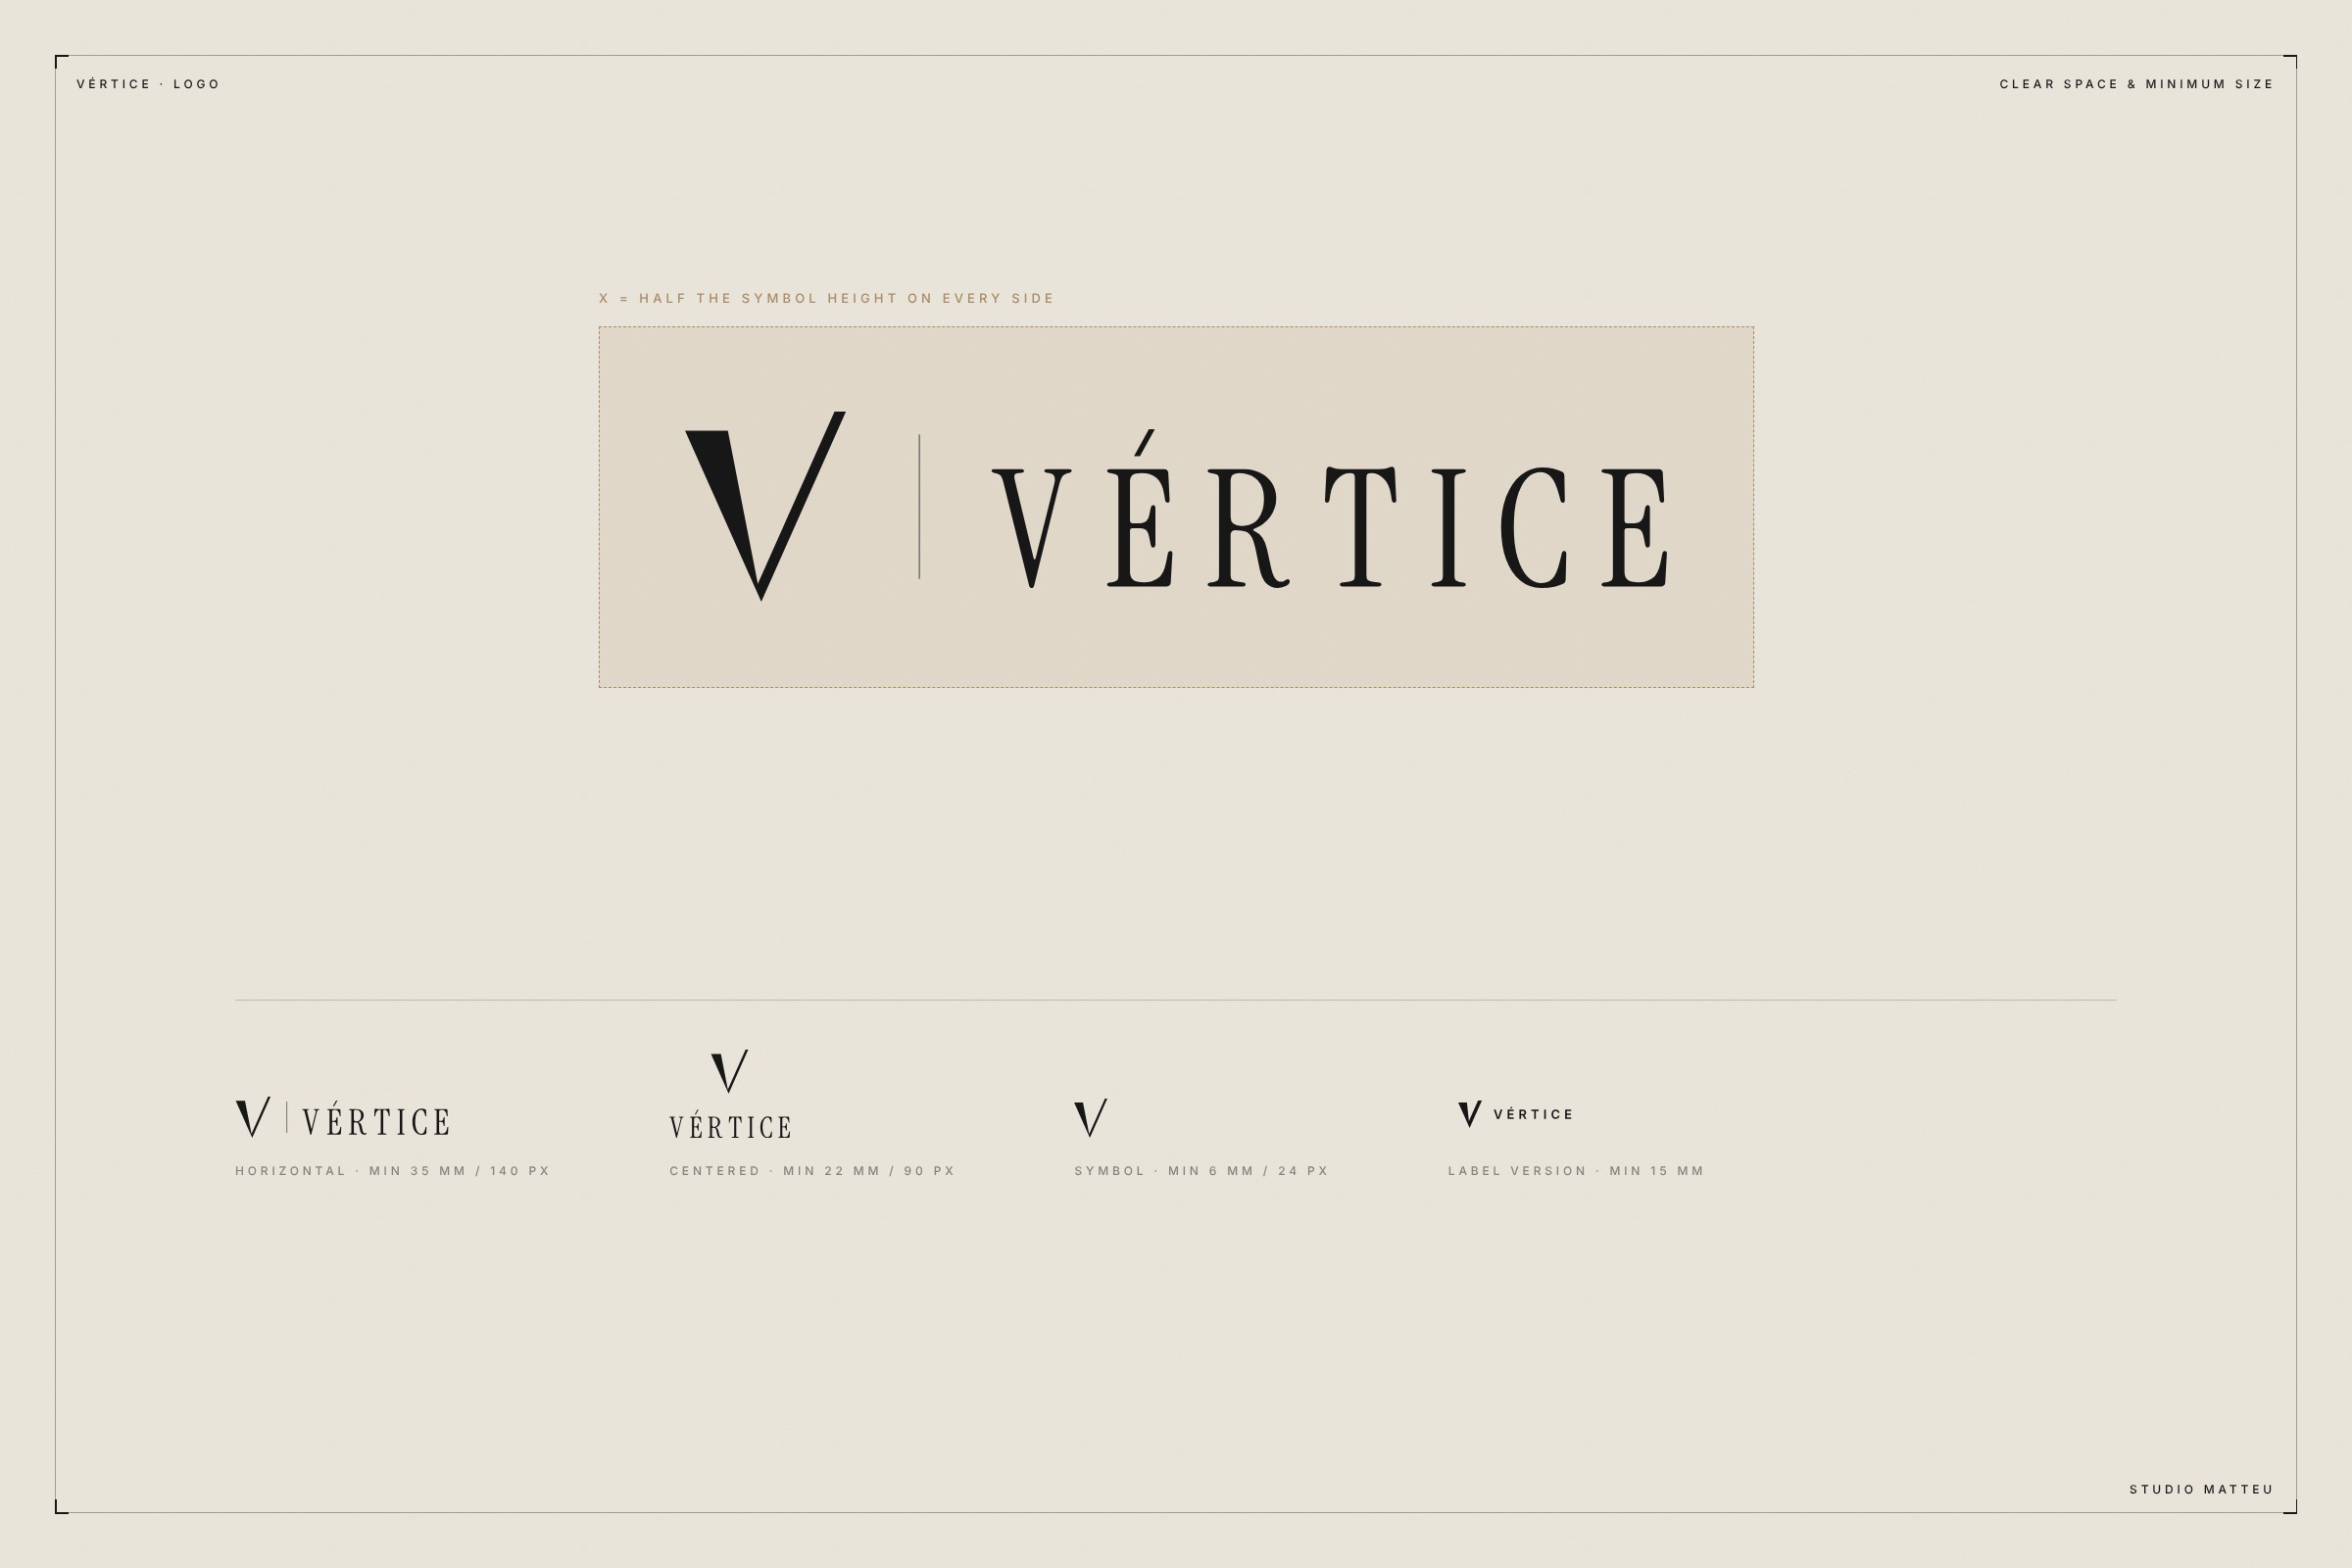 VÉRTICE · LOGO
CLEAR SPACE & MINIMUM SIZE
X = HALF THE SYMBOL HEIGHT ON EVERY SIDE
V | VÉRTICE
V | VÉRTICE
HORIZONTAL · MIN 35 MM / 140 PX
V
VÉRTICE
CENTERED · MIN 22 MM / 90 PX
V
SYMBOL · MIN 6 MM / 24 PX
V VÉRTICE
LABEL VERSION · MIN 15 MM
STUDIO MATTEU